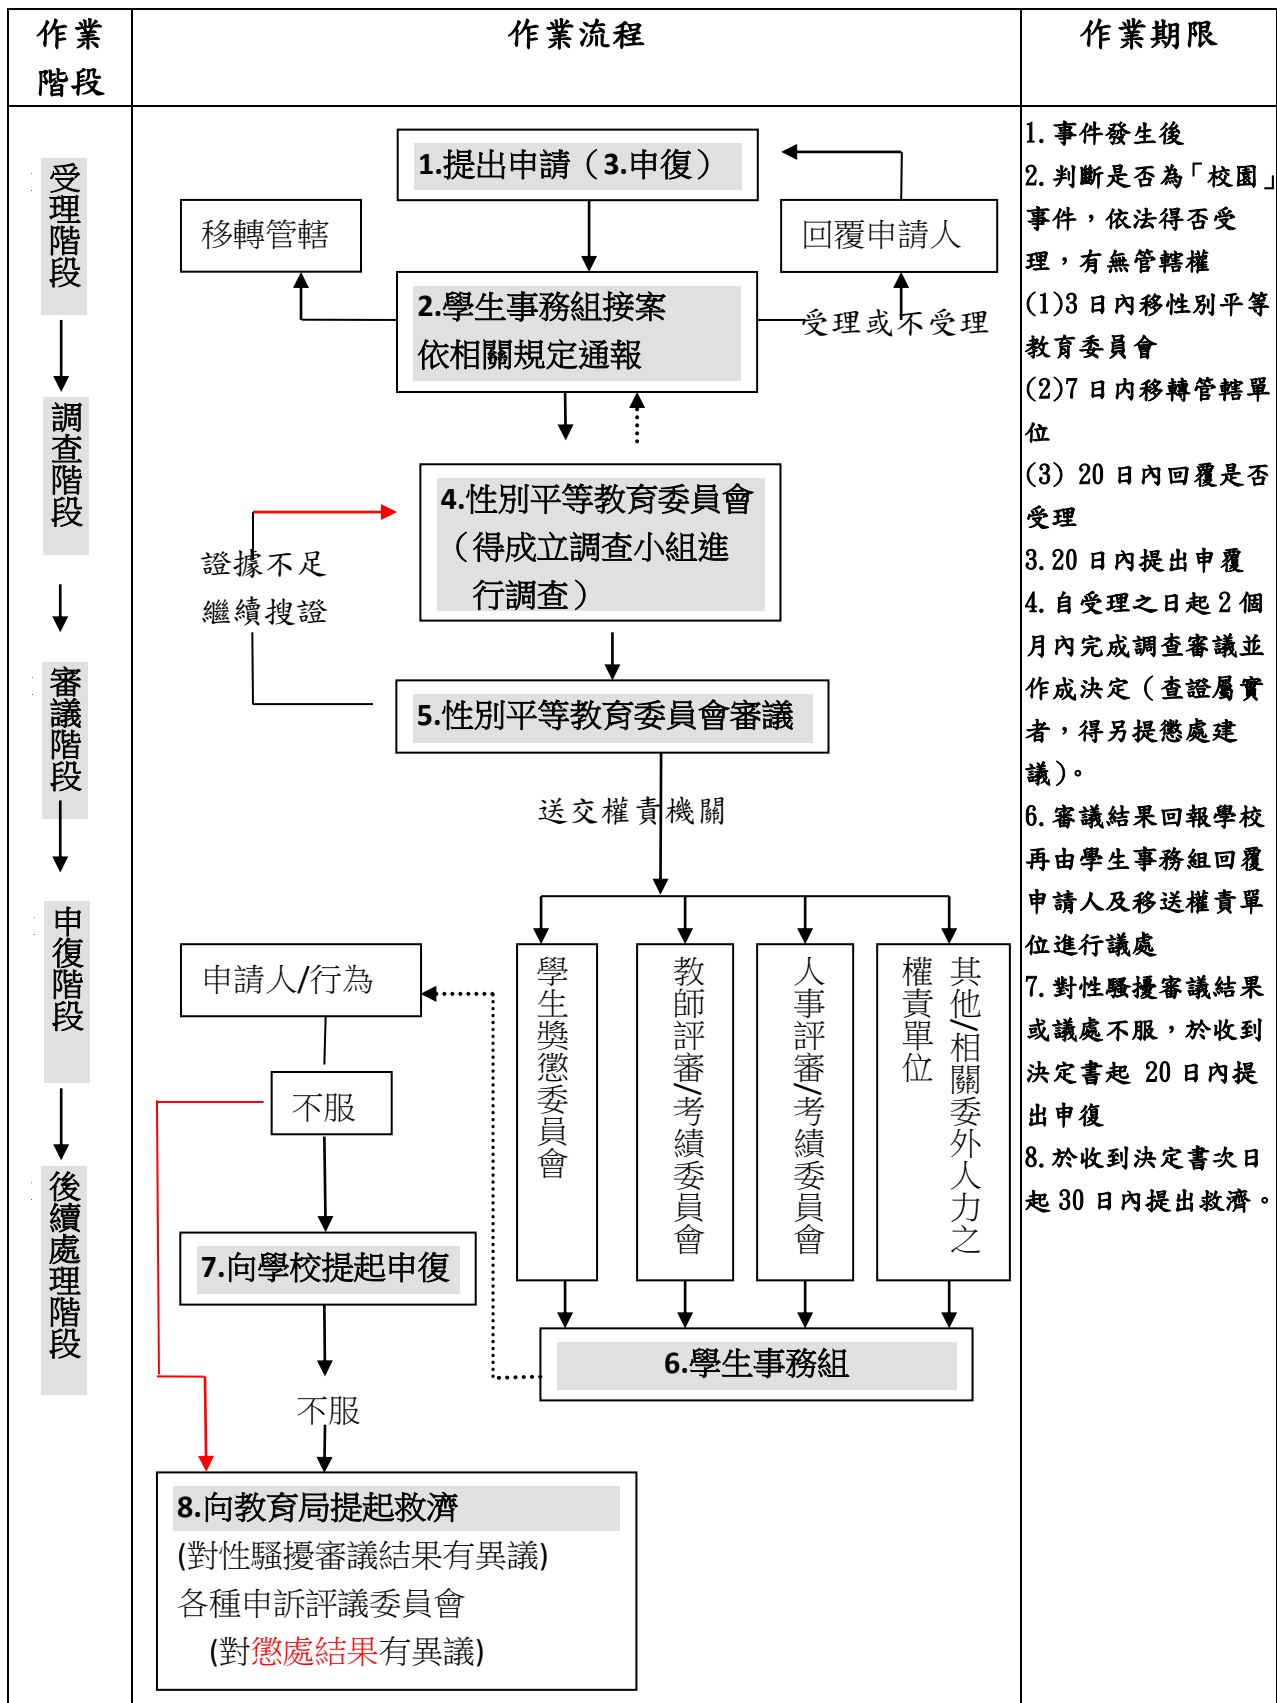 作業
階段
作業流程
作業期限
受理階段
調查階段
審議階段
申復階段
後續處理階段
1.提出申請（3.申復）
移轉管轄
回覆申請人
2.學生事務組接案
依相關規定通報
受理或不受理
4.性別平等教育委員會
（得成立調查小組進
行調查）
證據不足
繼續搜證
5.性別平等教育委員會審議
送交權責機關
學生獎懲委員會
教師評審/考績委員會
人事評審/考績委員會
其他/相關委外人力之
權責單位
申請人/行為
不服
7.向學校提起申復
6.學生事務組
不服
8.向教育局提起救濟
(對性騷擾審議結果有異議)
各種申訴評議委員會
(對懲處結果有異議)
1.事件發生後
2.判斷是否為「校園」
事件，依法得否受
理，有無管轄權
(1)3 日內移性別平等
教育委員會
(2)7 日內移轉管轄單
位
(3) 20 日內回覆是否
受理
3.20 日內提出申覆
4.自受理之日起 2 個
月內完成調查審議並
作成決定（查證屬實
者，得另提懲處建
議）。
6.審議結果回報學校
再由學生事務組回覆
申請人及移送權責單
位進行議處
7.對性騷擾審議結果
或議處不服，於收到
決定書起 20 日內提
出申復
8.於收到決定書次日
起 30 日內提出救濟。